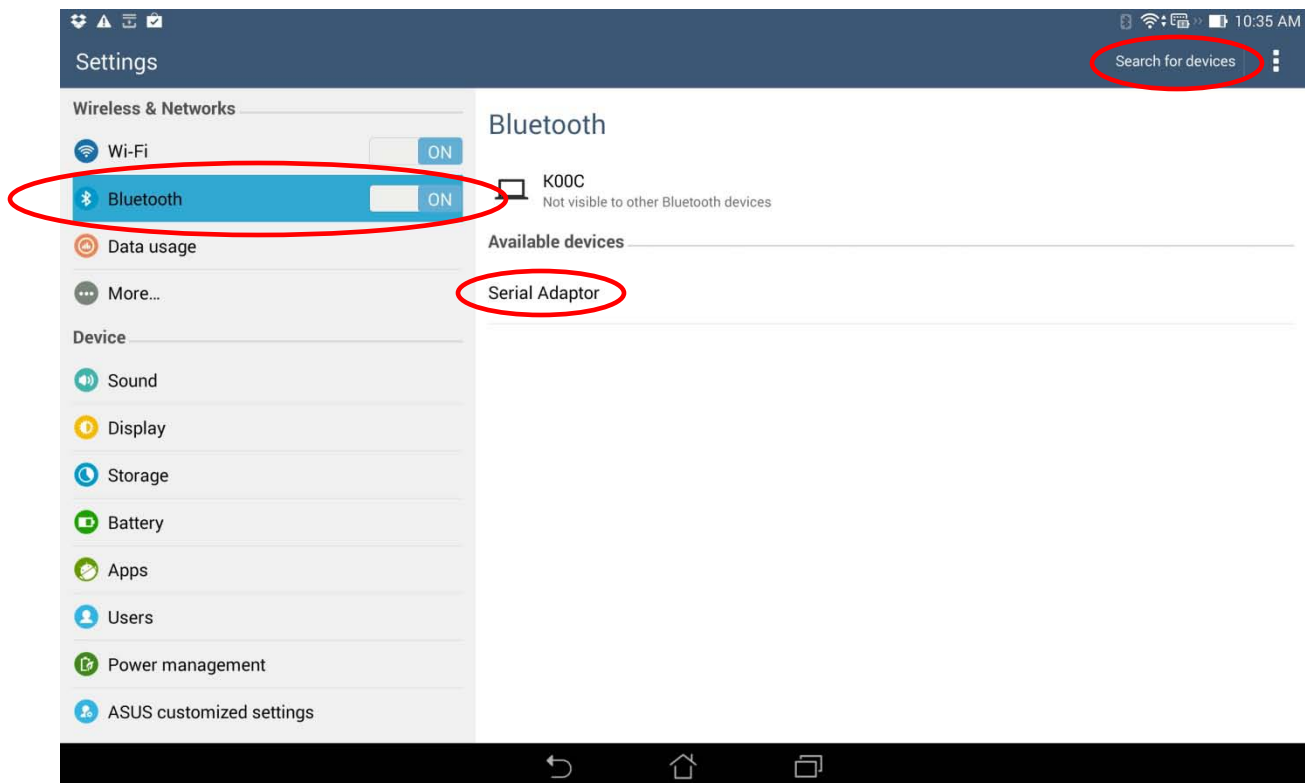 10:35 AM
Settings
Search for devices
Wireless & Networks
Wi-Fi
ON
Bluetooth
ON
Data usage
More...
Device
Sound
Display
Storage
Battery
Apps
Users
Power management
ASUS customized settings
Bluetooth
K00C
Not visible to other Bluetooth devices
Available devices
Serial Adaptor